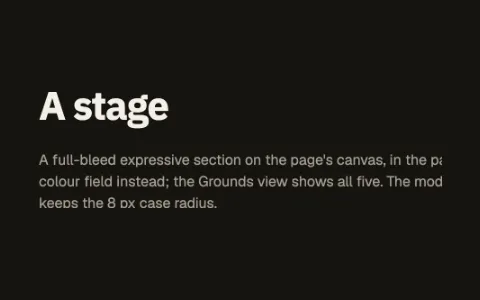 A stage
A full-bleed expressive section on the page's canvas, in the
colour field instead; the Grounds view shows all five. The mod
keeps the 8 px case radius.